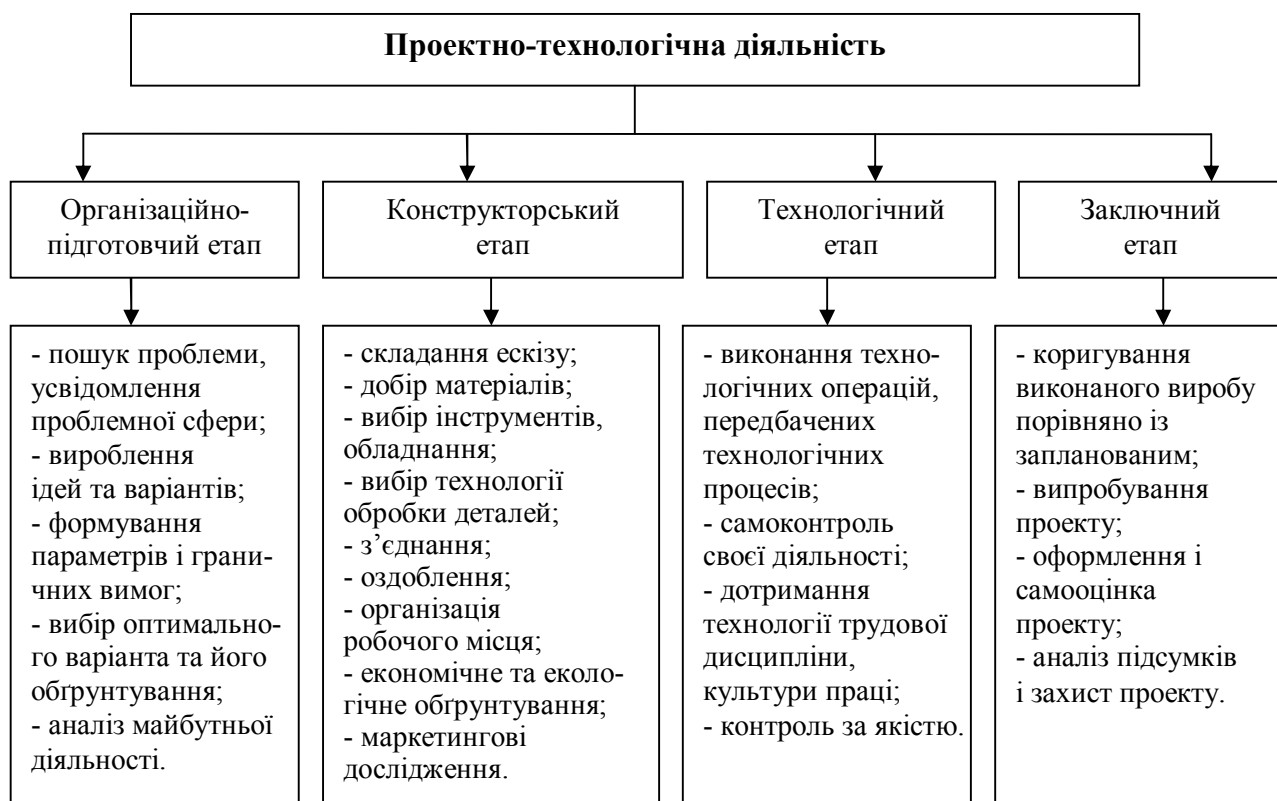 Проектно-технологічна діяльність
Організаційно-
підготовчий етап
Конструкторський
етап
Технологічний
етап
Заключний
етап
- пошук проблеми,
усвідомлення
проблемної сфери;
- вироблення
ідей та варіантів;
- формування
параметрів і грани-
чних вимог;
- вибір оптимально-
го варіанта та його
обґрунтування;
- аналіз майбутньої
діяльності.
- складання ескізу;
- добір матеріалів;
- вибір інструментів,
обладнання;
- вибір технології
обробки деталей;
- з’єднання;
- оздоблення;
- організація
робочого місця;
- економічне та еколо-
гічне обґрунтування;
- маркетингові
дослідження.
- виконання техно-
логічних операцій,
передбачених
технологічних
процесів;
- самоконтроль
своєї діяльності;
- дотримання
технології трудової
дисципліни,
культури праці;
- контроль за якістю.
- коригування
виконаного виробу
порівняно із
запланованим;
- випробування
проекту;
- оформлення і
самооцінка
проекту;
- аналіз підсумків
і захист проекту.